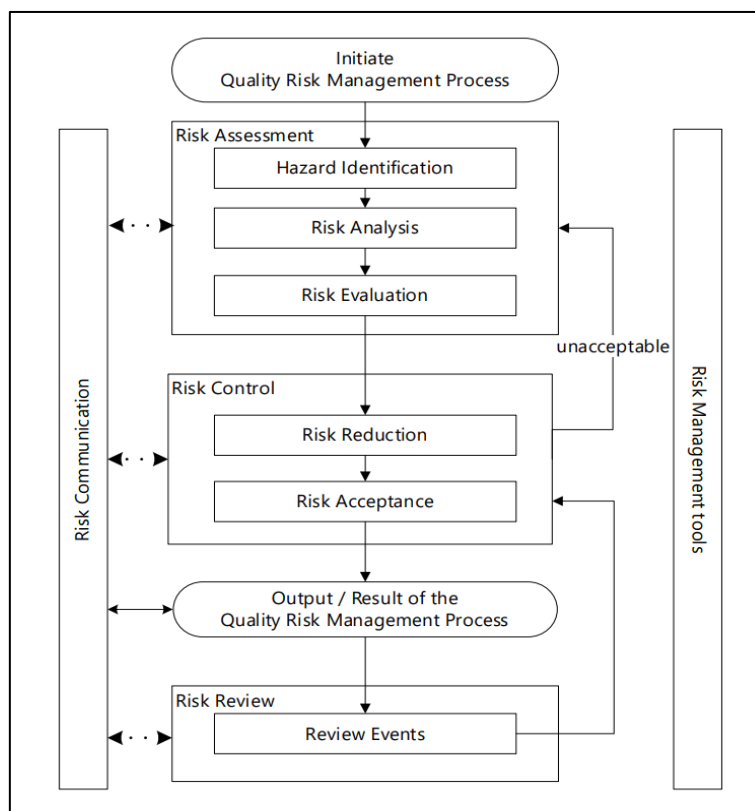 Initiate
Quality Risk Management Process
Risk Assessment
Hazard Identification
Risk Analysis
Risk Evaluation
unacceptable
Risk Control
Risk Reduction
Risk Acceptance
Output / Result of the
Quality Risk Management Process
Risk Review
Review Events
Risk Communication
Risk Management tools